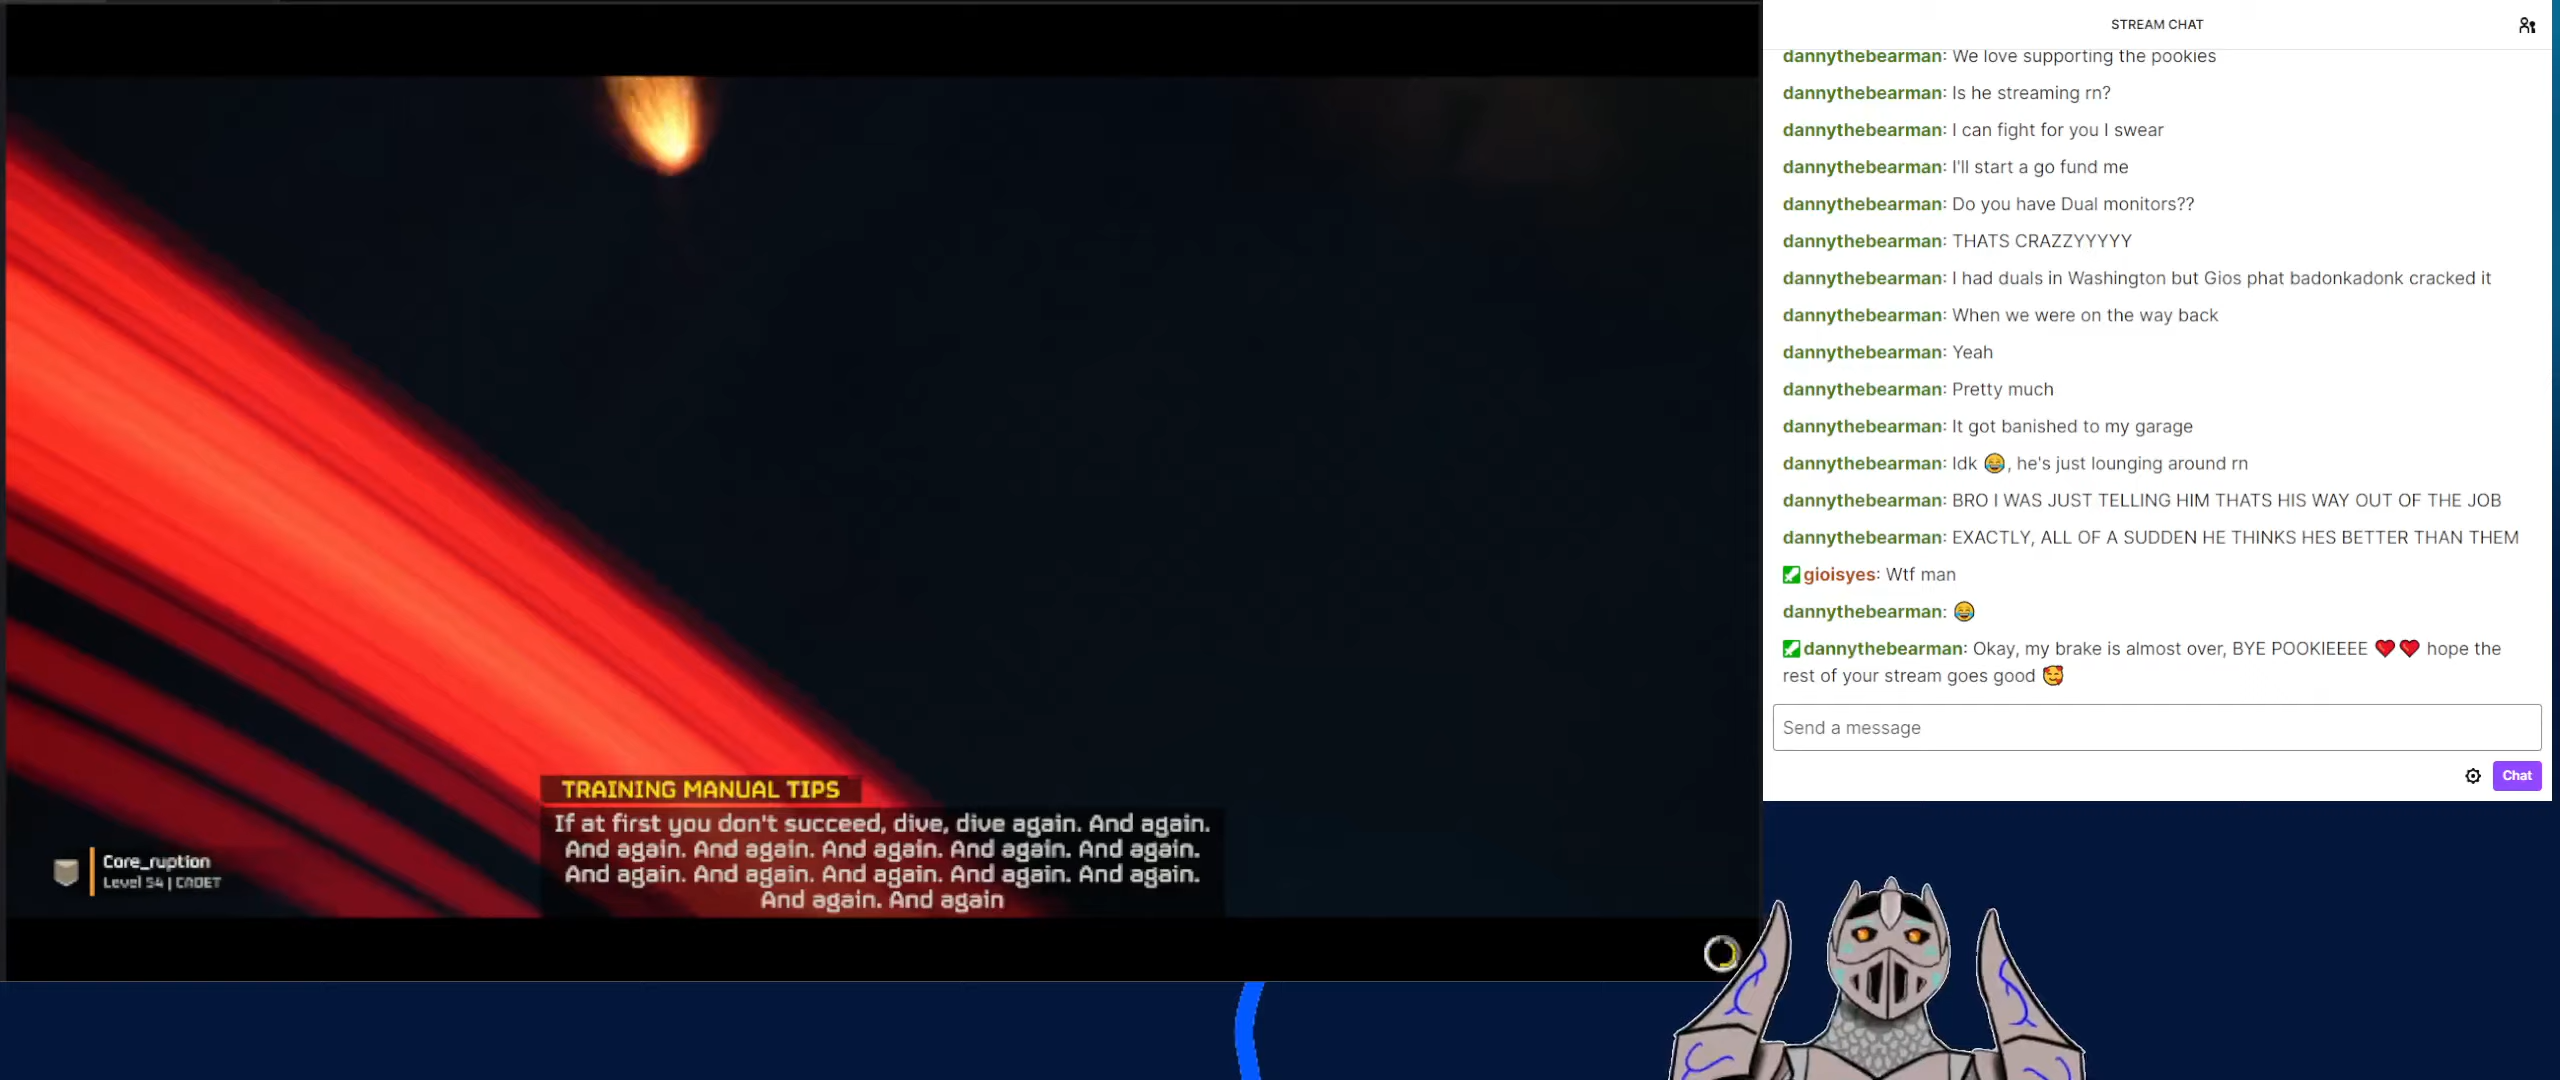 STREAM CHAT
dannythebearman: We love supporting the pookies
dannythebearman: Is he streaming rn?
dannythebearman: I can fight for you I swear
dannythebearman: I'll start a go fund me
dannythebearman: Do you have Dual monitors??
dannythebearman: THATS CRAZZYYYYY
dannythebearman: I had duals in Washington but Gios phat badonkadonk cracked it
dannythebearman: When we were on the way back
dannythebearman: Yeah
dannythebearman: Pretty much
dannythebearman: It got banished to my garage
dannythebearman: Idk 😂, he's just lounging around rn
dannythebearman: BRO I WAS JUST TELLING HIM THATS HIS WAY OUT OF THE JOB
dannythebearman: EXACTLY, ALL OF A SUDDEN HE THINKS HES BETTER THAN THEM
gioisyes: Wtf man
dannythebearman: 😂
dannythebearman: Okay, my brake is almost over, BYE POOKIEEEE ❤️❤️ hope the
rest of your stream goes good 🥰
Send a message
Chat
TRAINING MANUAL TIPS
If at first you don't succeed, dive, dive again. And again.
And again. And again. And again. And again. And again.
And again. And again. And again. And again. And again.
And again. And again
Core_ruption
Level 54 | CADET